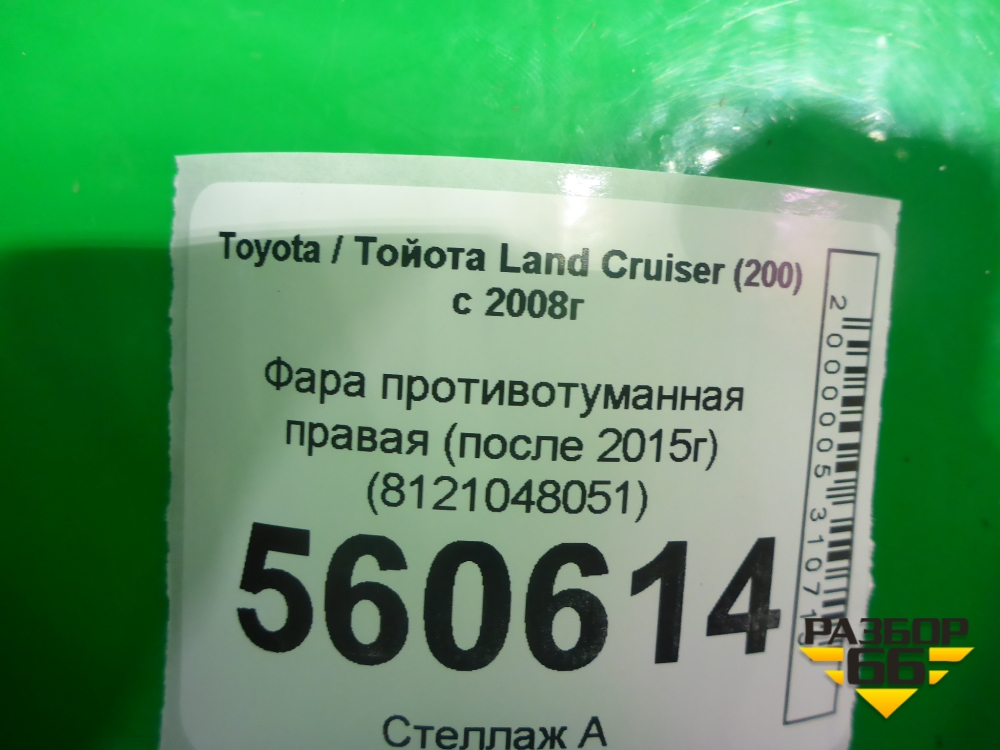 Toyota / Тойота Land Cruiser (200)
с 2008г
Фара противотуманная
правая (после 2015г)
(8121048051)
560614
Стеллаж А
РАЗБОР
66